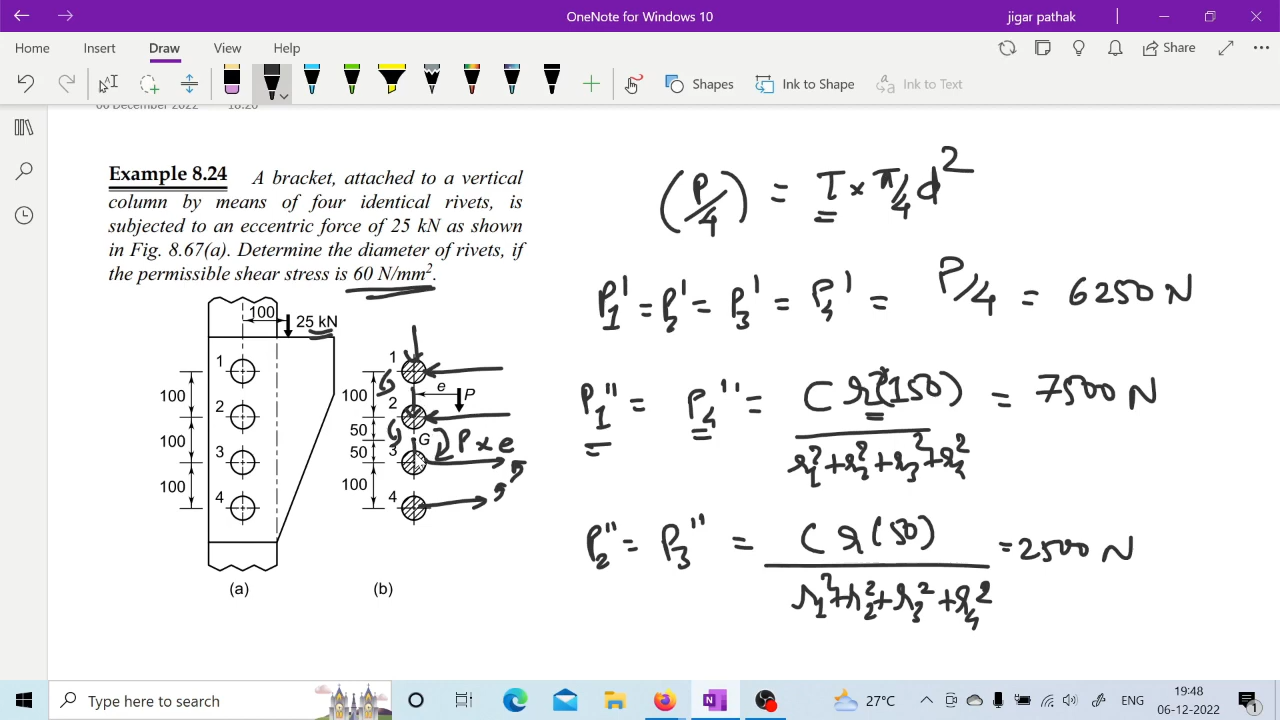 OneNote for Windows 10
jigar pathak
Home Insert Draw View Help
Share
Shapes
Ink to Shape
Ink to Text
06 December 2022 18:20
Example 8.24 A bracket, attached to a vertical
column by means of four identical rivets, is
subjected to an eccentric force of 25 kN as shown
in Fig. 8.67(a). Determine the diameter of rivets, if
the permissible shear stress is 60 N/mm².
100
25 kN
1
100
2
100
3
100
4
(a)
1
100
e
P
2
50
G
P x e
50
3
100
4
(b)
(P/4) = τ × π/4 d²
P₁' = P₂' = P₃' = P₄' = P/4 = 6250 N
P₁'' = P₄'' = C r(150) / r₁²+r₂²+r₃²+r₄² = 7500 N
P₂'' = P₃'' = C r(50) / r₁²+r₂²+r₃²+r₄² = 2500 N
Type here to search
27°C
ENG
19:48
06-12-2022
1